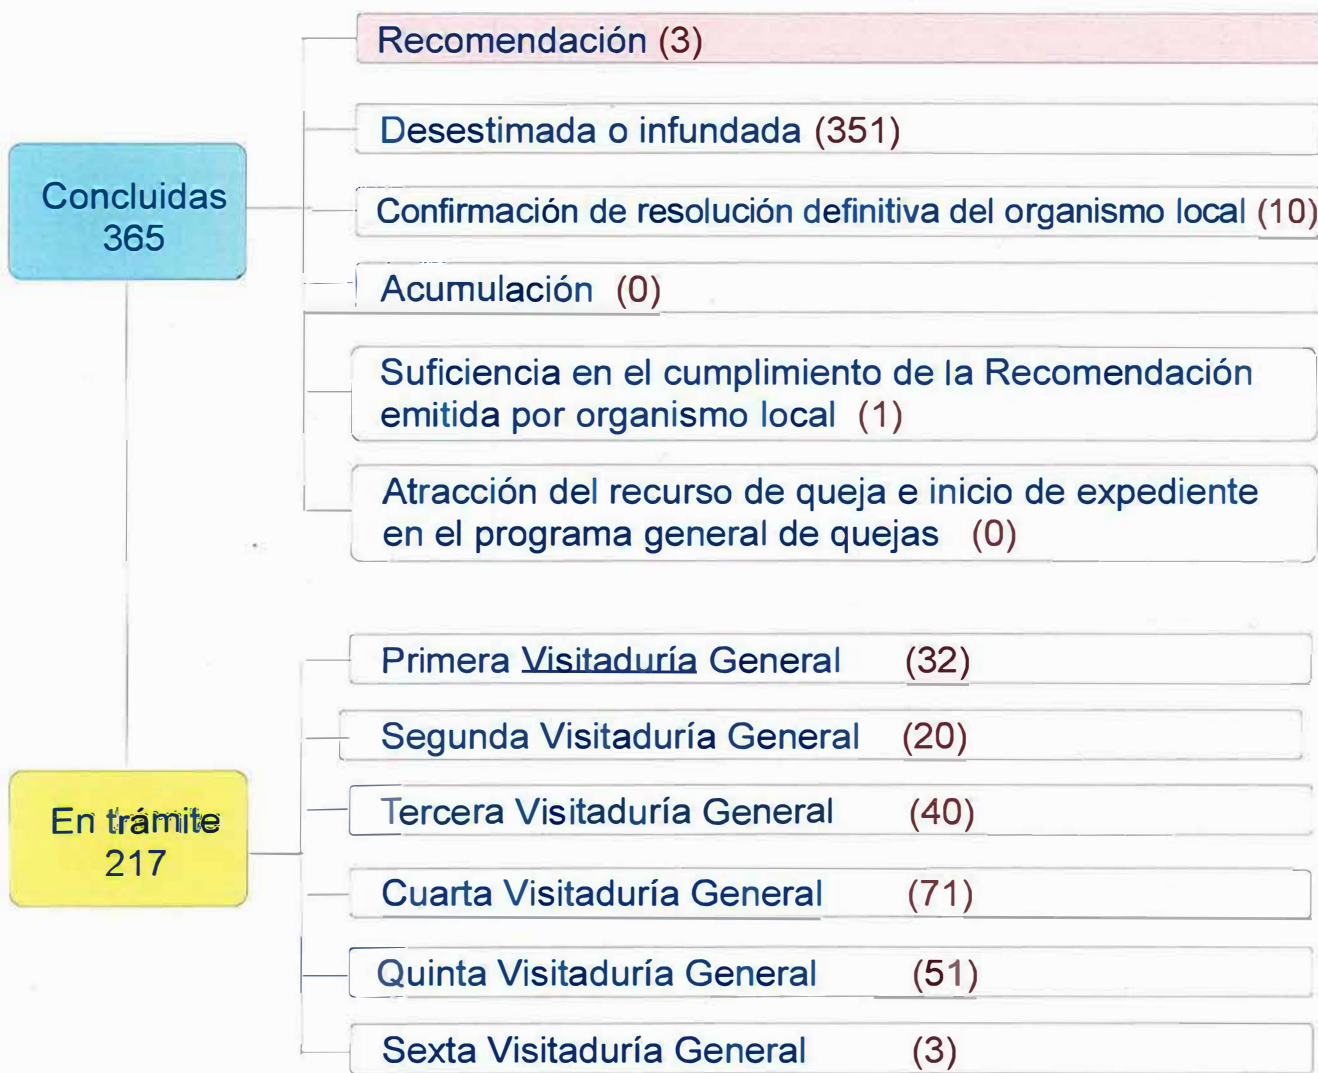 Concluidas
365
Recomendación (3)
Desestimada o infundada (351)
Confirmación de resolución definitiva del organismo local (10)
Acumulación (0)
Suficiencia en el cumplimiento de la Recomendación
emitida por organismo local (1)
Atracción del recurso de queja e inicio de expediente
en el programa general de quejas (0)
En trámite
217
Primera Visitaduría General (32)
Segunda Visitaduría General (20)
Tercera Visitaduría General (40)
Cuarta Visitaduría General (71)
Quinta Visitaduría General (51)
Sexta Visitaduría General (3)